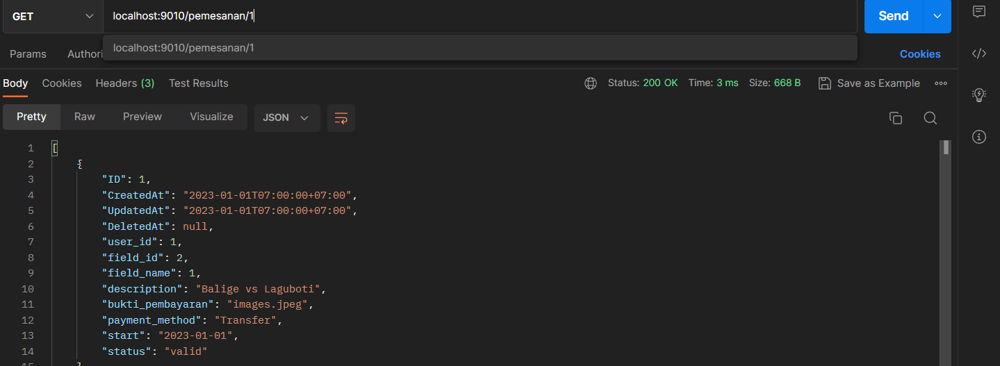 GET
localhost:9010/pemesanan/1
Send
localhost:9010/pemesanan/1
Params Authori Cookies
Body Cookies Headers (3) Test Results Status: 200 OK Time: 3 ms Size: 668 B Save as Example
Pretty Raw Preview Visualize JSON
1 [
2 {
3 "ID": 1,
4 "CreatedAt": "2023-01-01T07:00:00+07:00",
5 "UpdatedAt": "2023-01-01T07:00:00+07:00",
6 "DeletedAt": null,
7 "user_id": 1,
8 "field_id": 2,
9 "field_name": 1,
10 "description": "Balige vs Laguboti",
11 "bukti_pembayaran": "images.jpeg",
12 "payment_method": "Transfer",
13 "start": "2023-01-01",
14 "status": "valid"
15 }